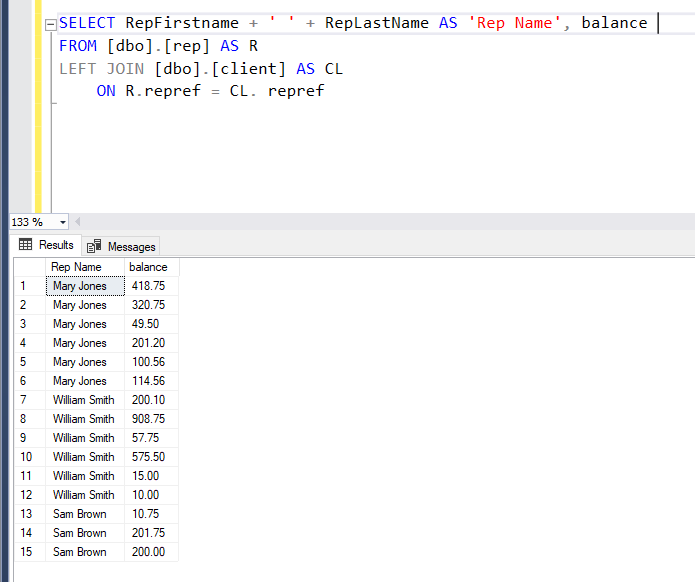 SELECT RepFirstname + ' ' + RepLastName AS 'Rep Name', balance
FROM [dbo].[rep] AS R
LEFT JOIN [dbo].[client] AS CL
ON R.repref = CL. repref
133 %
Results Messages
Rep Name balance
1 Mary Jones 418.75
2 Mary Jones 320.75
3 Mary Jones 49.50
4 Mary Jones 201.20
5 Mary Jones 100.56
6 Mary Jones 114.56
7 William Smith 200.10
8 William Smith 908.75
9 William Smith 57.75
10 William Smith 575.50
11 William Smith 15.00
12 William Smith 10.00
13 Sam Brown 10.75
14 Sam Brown 201.75
15 Sam Brown 200.00